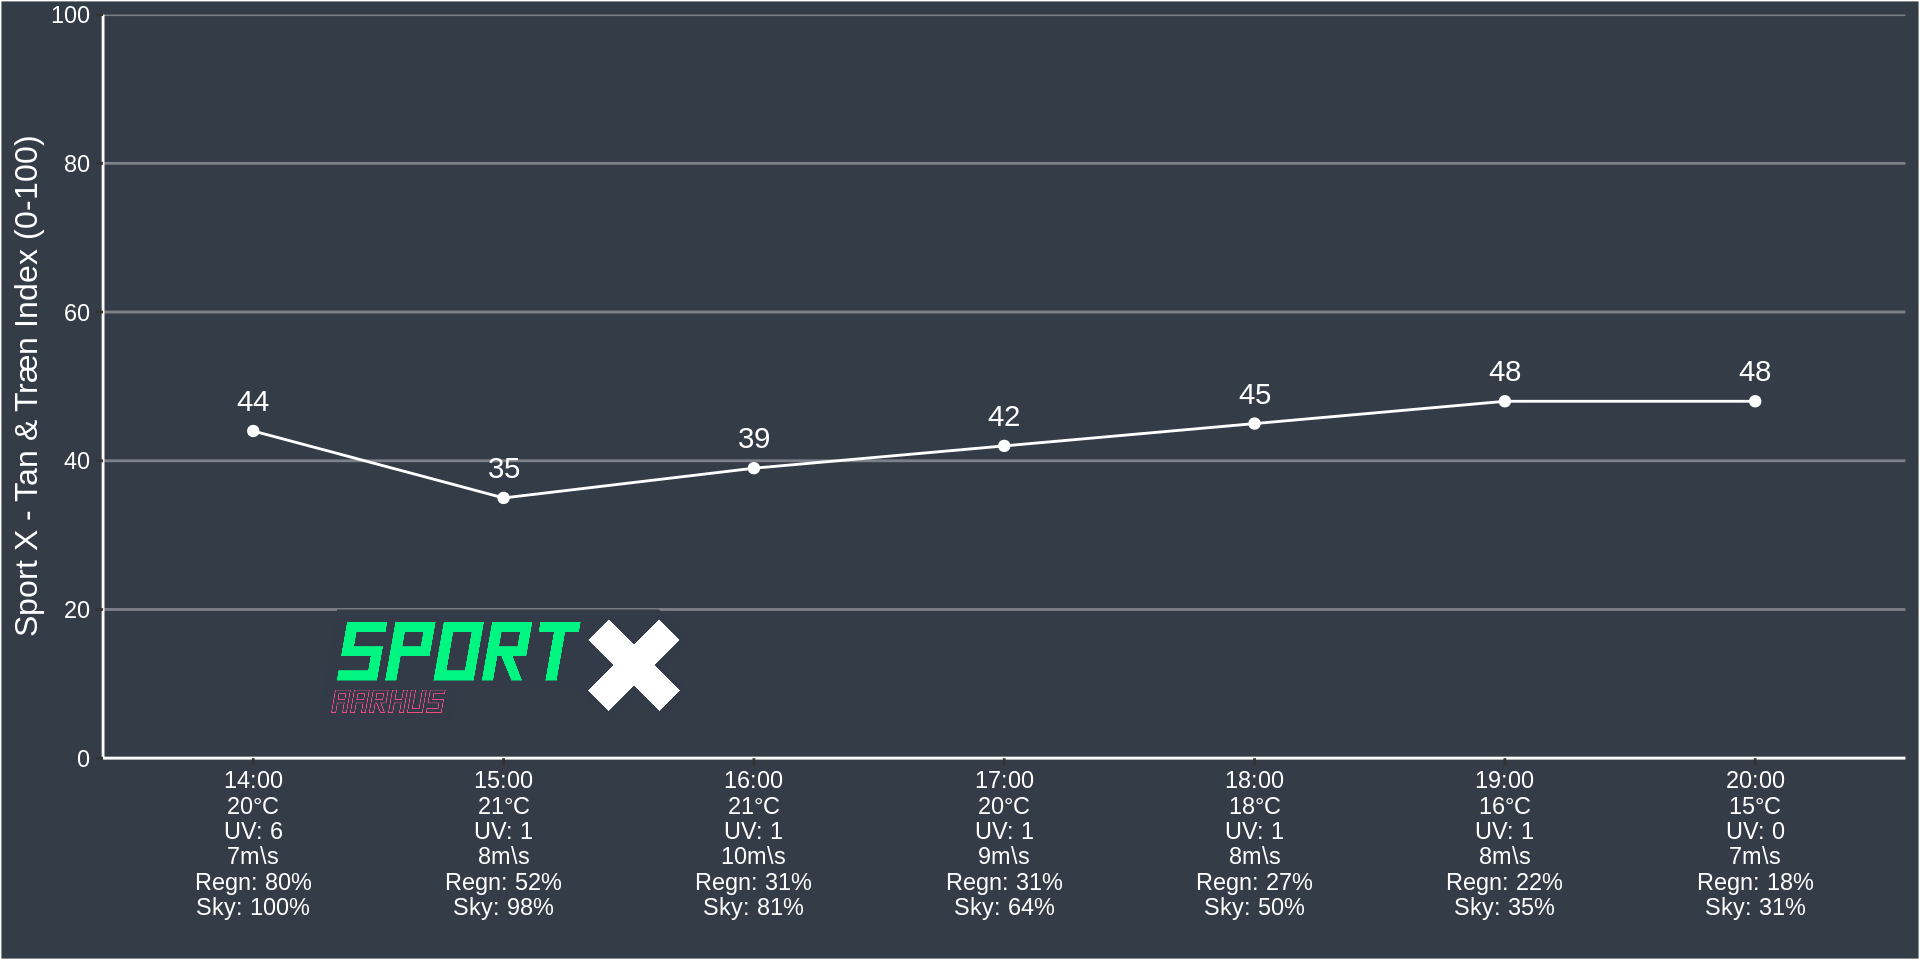 Sport X - Tan & Træn Index (0-100)
100
80
60
40
20
0
44
35
39
42
45
48
48
SPORT X
AARHUS
14:00 15:00 16:00 17:00 18:00 19:00 20:00
20°C 21°C 21°C 20°C 18°C 16°C 15°C
UV: 6 UV: 1 UV: 1 UV: 1 UV: 1 UV: 1 UV: 0
7m\s 8m\s 10m\s 9m\s 8m\s 8m\s 7m\s
Regn: 80% Regn: 52% Regn: 31% Regn: 31% Regn: 27% Regn: 22% Regn: 18%
Sky: 100% Sky: 98% Sky: 81% Sky: 64% Sky: 50% Sky: 35% Sky: 31%